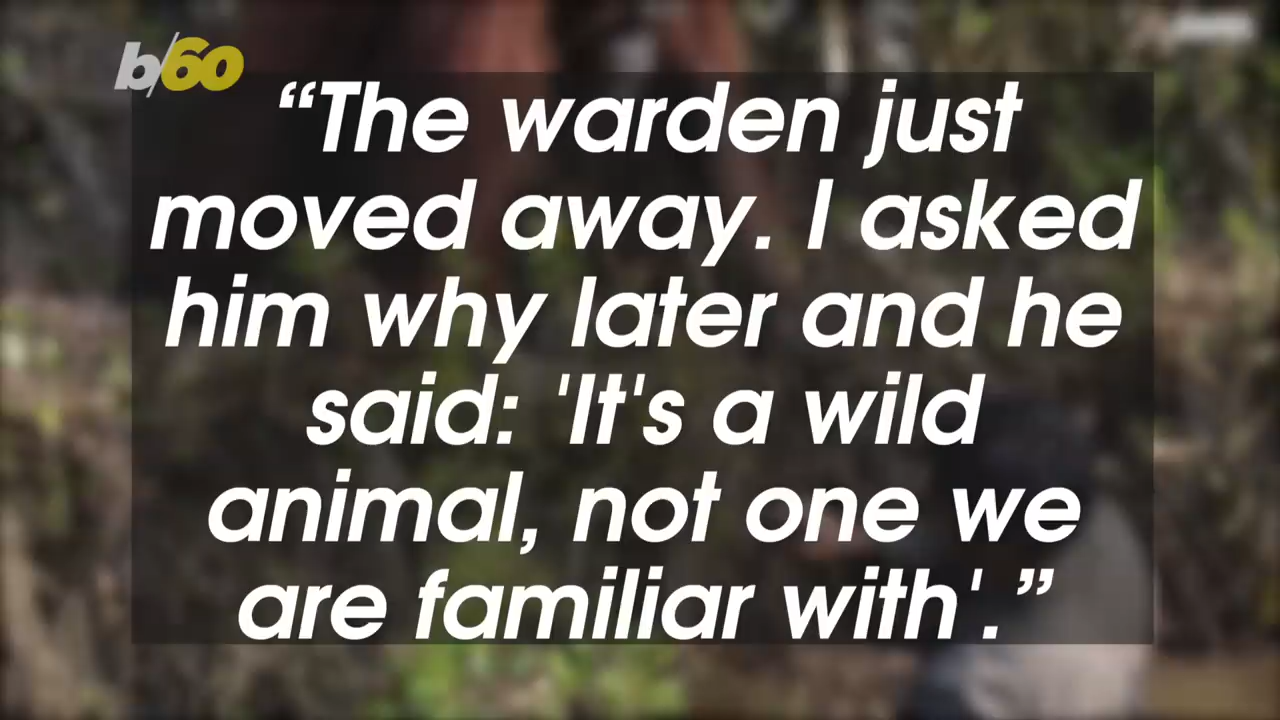 b/60
“The warden just
moved away. I asked
him why later and he
said: 'It's a wild
animal, not one we
are familiar with'.”